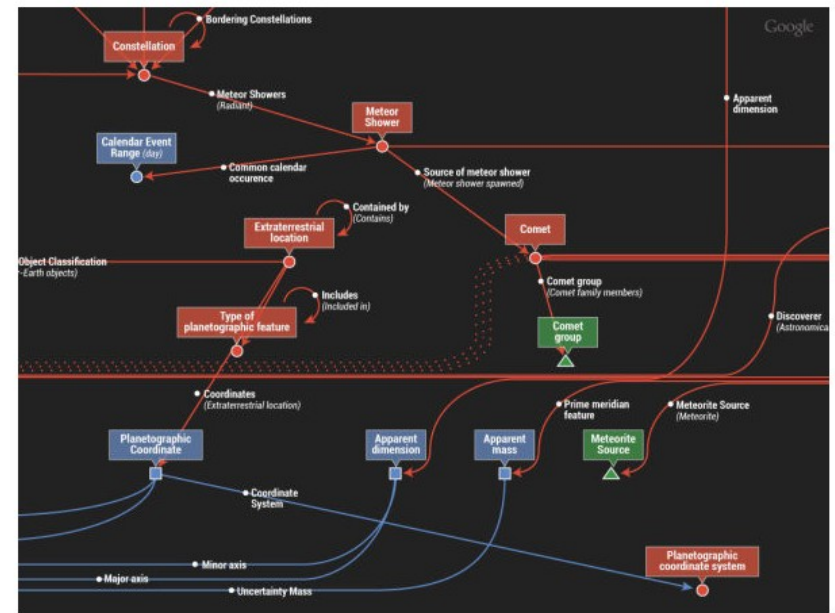 Bordering Constellations
Google
Constellation
Meteor Showers
(Radiant)
Apparent
dimension
Meteor
Shower
Calendar Event
Range (day)
Common calendar
occurence
Source of meteor shower
(Meteor shower spawned)
Contained by
(Contains)
Extraterrestrial
location
Comet
Object Classification
-Earth objects)
Comet group
(Comet family members)
Includes
(Included in)
Type of
planetographic feature
Comet
group
Discoverer
(Astronomica
Coordinates
(Extraterrestrial location)
Prime meridian
feature
Meteorite Source
(Meteorite)
Planetographic
Coordinate
Apparent
dimension
Apparent
mass
Meteorite
Source
Coordinate
System
Minor axis
Major axis
Uncertainty Mass
Planetographic
coordinate system